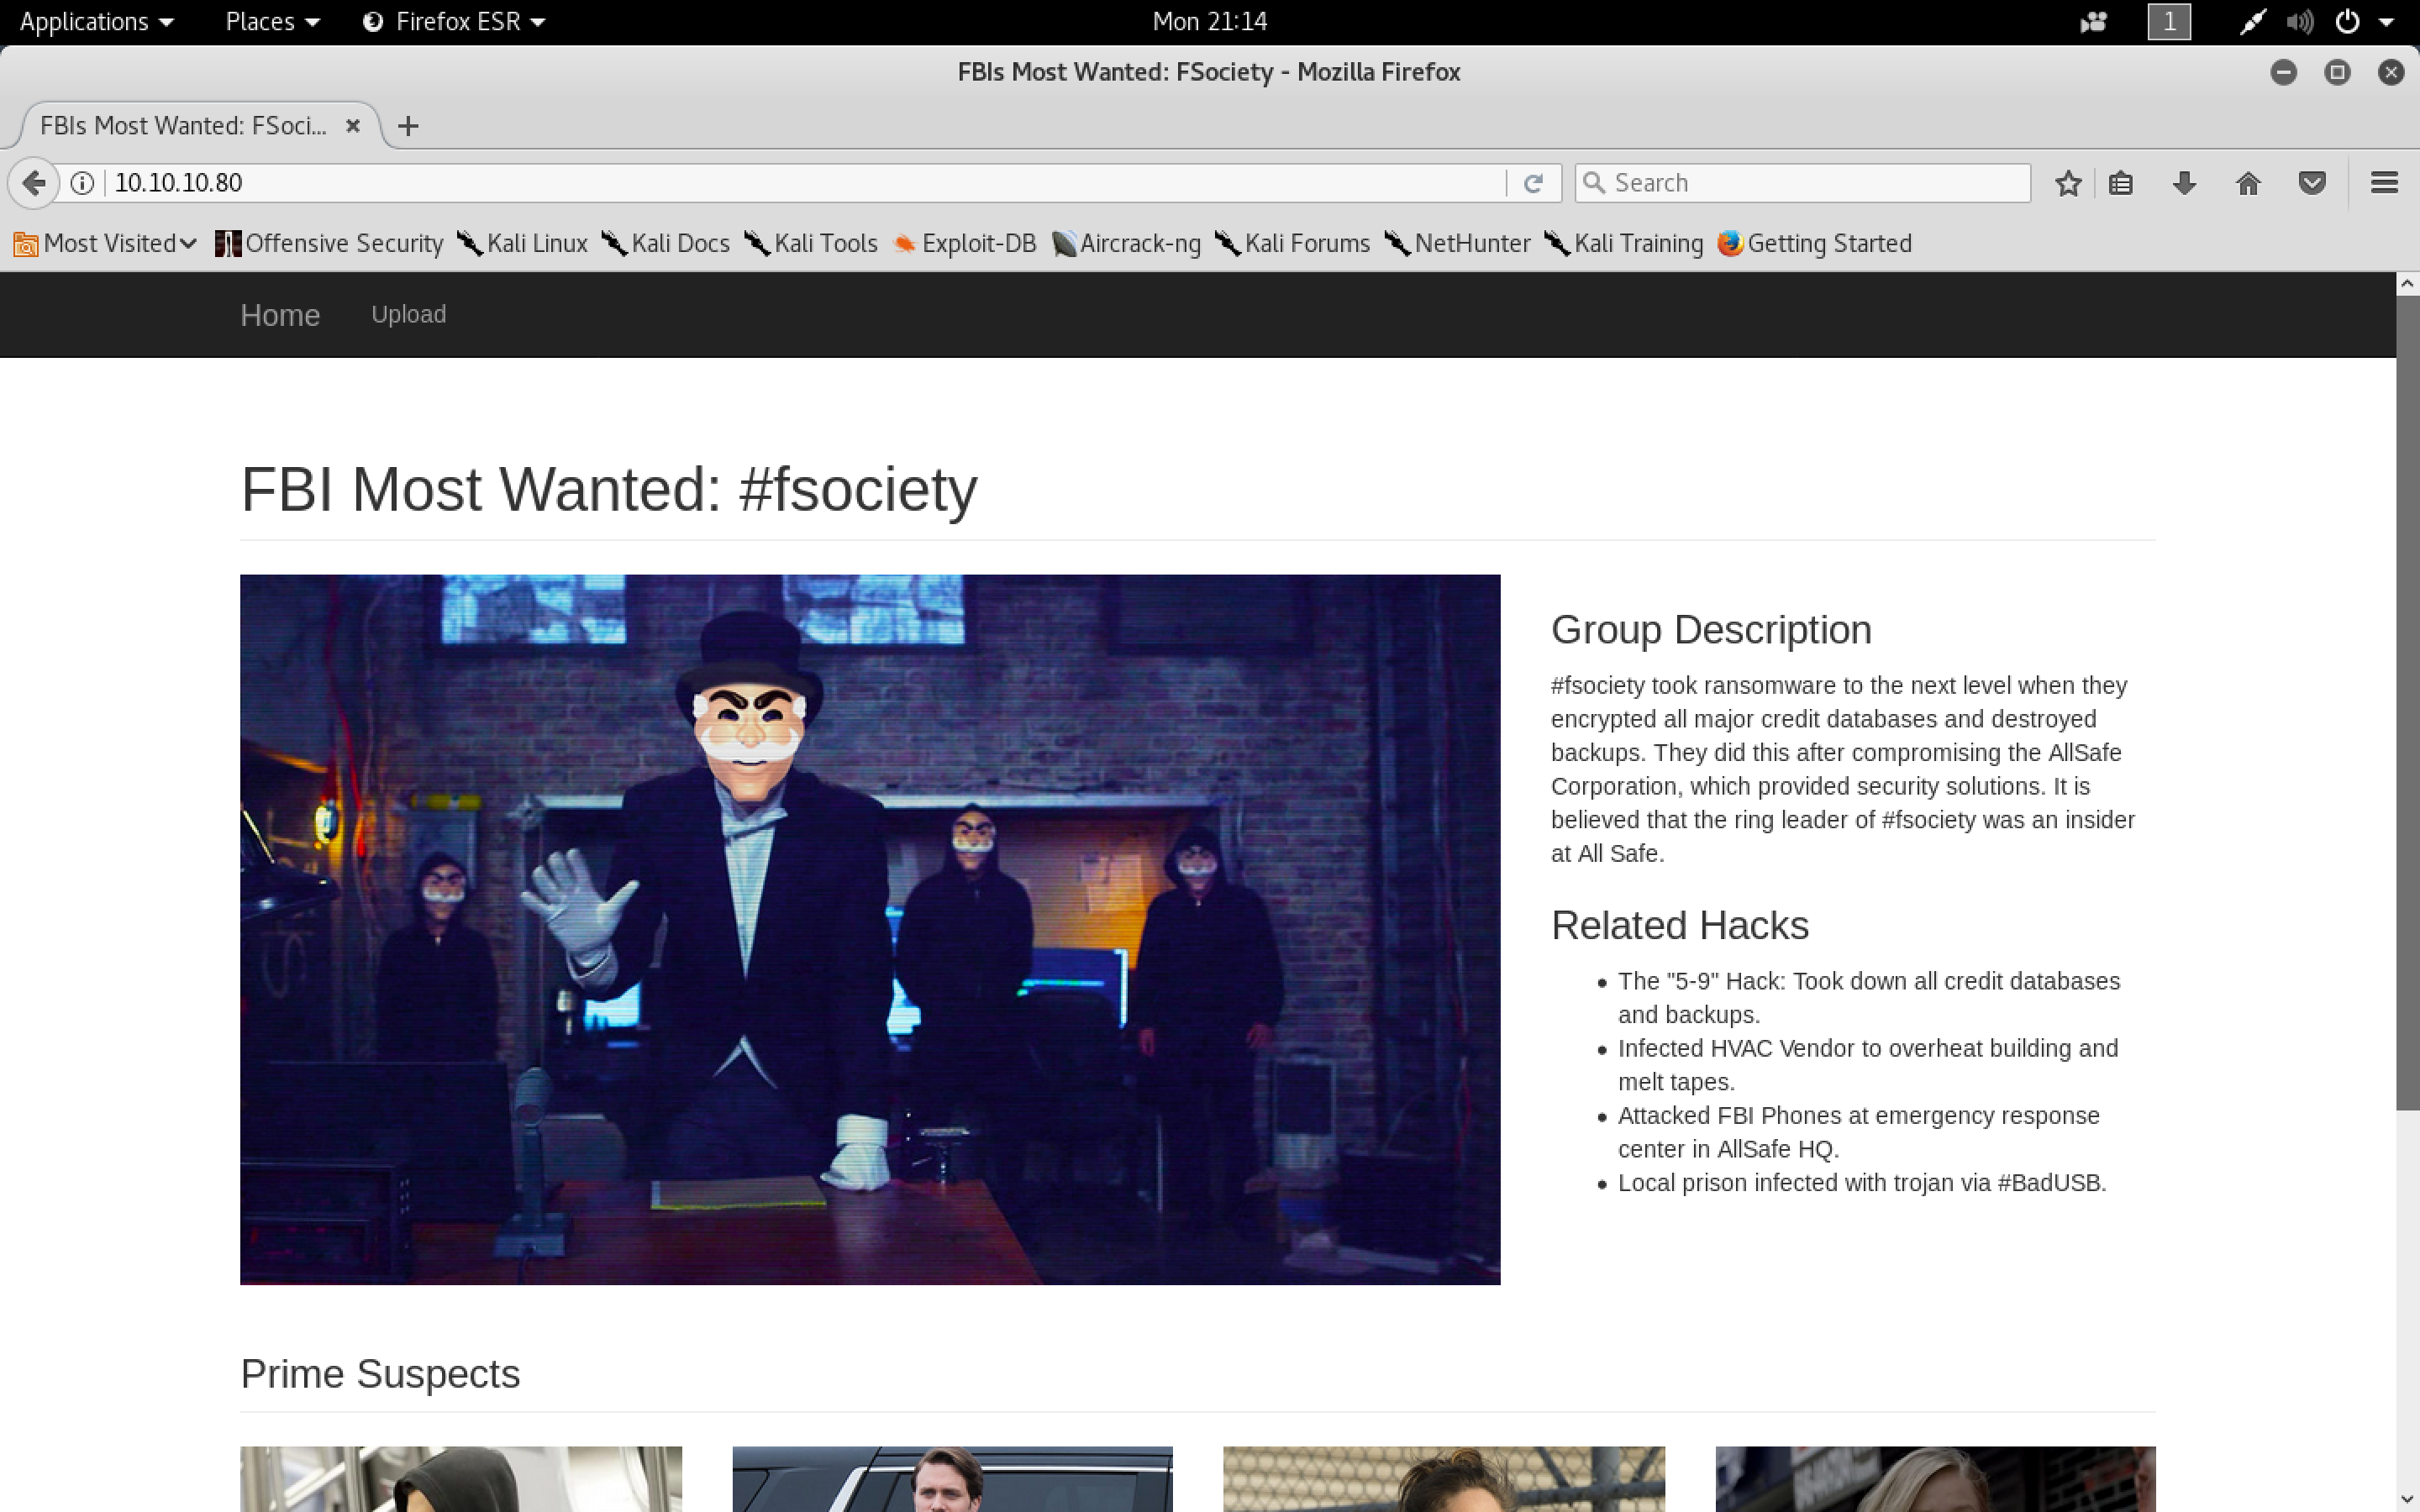 Applications Places Firefox ESR Mon 21:14 1
FBIs Most Wanted: FSociety - Mozilla Firefox
FBIs Most Wanted: FSoci...
10.10.10.80 Search
Most Visited Offensive Security Kali Linux Kali Docs Kali Tools Exploit-DB Aircrack-ng Kali Forums NetHunter Kali Training Getting Started
Home Upload
FBI Most Wanted: #fsociety
Group Description
#fsociety took ransomware to the next level when they
encrypted all major credit databases and destroyed
backups. They did this after compromising the AllSafe
Corporation, which provided security solutions. It is
believed that the ring leader of #fsociety was an insider
at All Safe.
Related Hacks
The "5-9" Hack: Took down all credit databases
and backups.
Infected HVAC Vendor to overheat building and
melt tapes.
Attacked FBI Phones at emergency response
center in AllSafe HQ.
Local prison infected with trojan via #BadUSB.
Prime Suspects